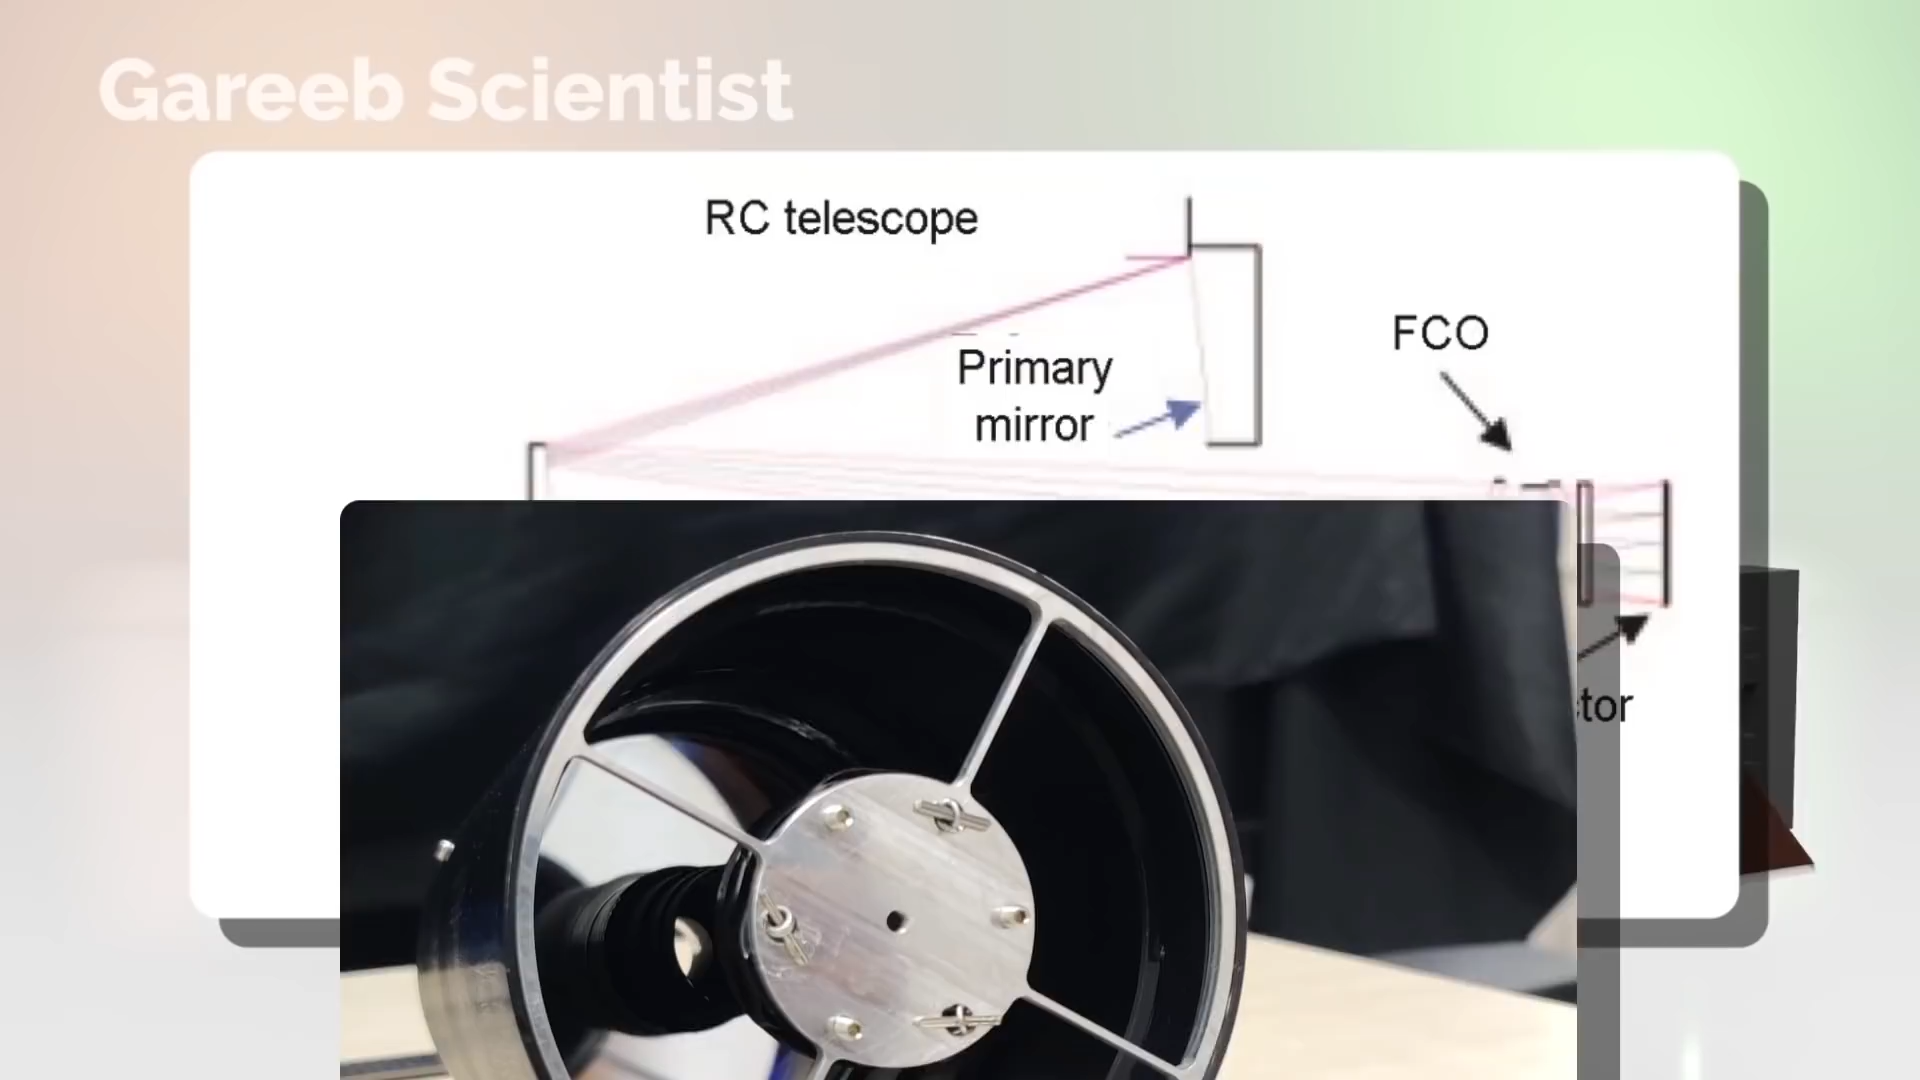 Gareeb Scientist
RC telescope
FCO
Primary
mirror